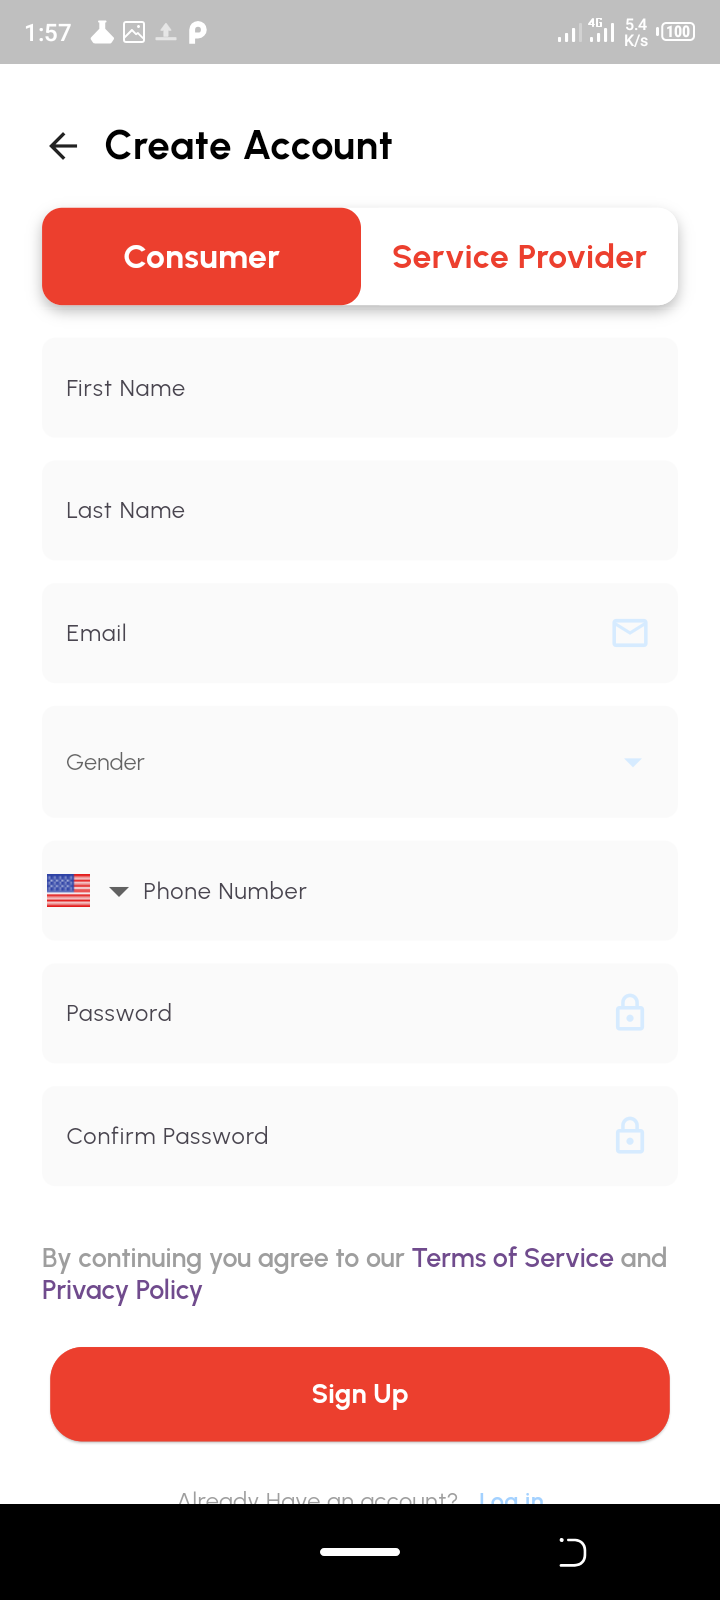 1:57
4G
5.4
K/s
100
Create Account
Consumer
Service Provider
First Name
Last Name
Email
Gender
Phone Number
Password
Confirm Password
By continuing you agree to our Terms of Service and
Privacy Policy
Sign Up
Already Have an account? Log in